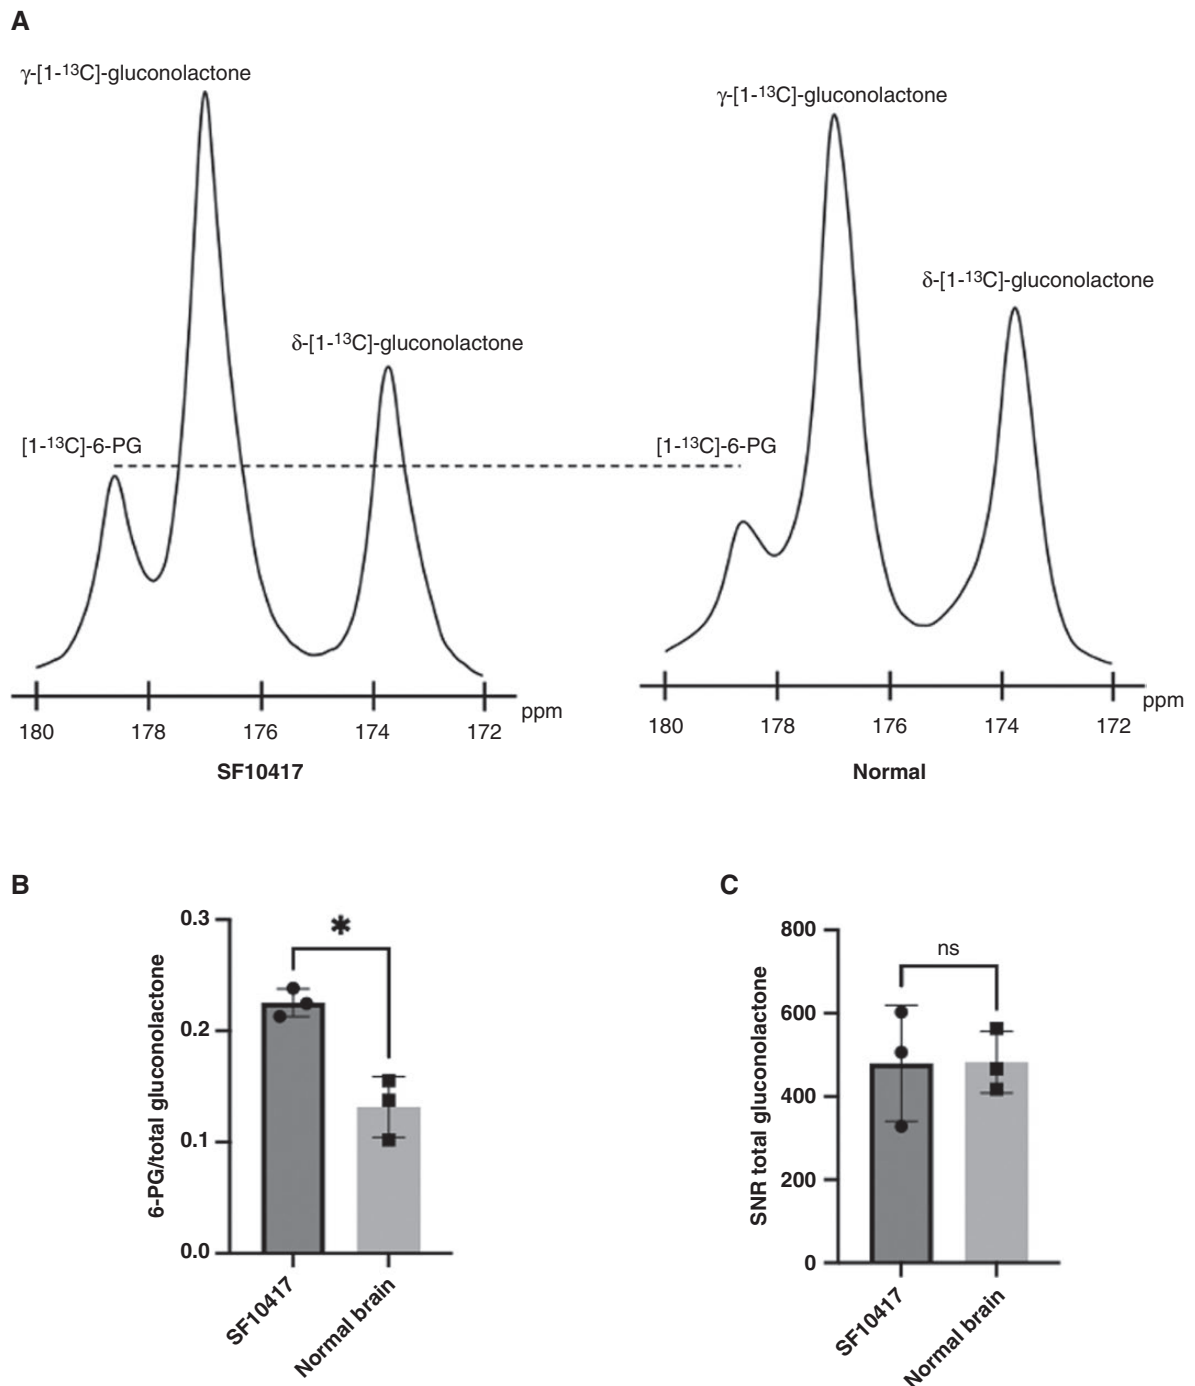 A
γ-[1-¹³C]-gluconolactone
γ-[1-¹³C]-gluconolactone
δ-[1-¹³C]-gluconolactone
δ-[1-¹³C]-gluconolactone
[1-¹³C]-6-PG
[1-¹³C]-6-PG
180 178 176 174 172 ppm
180 178 176 174 172 ppm
SF10417
Normal
B
0.3
0.2
0.1
0.0
6-PG/total gluconolactone
*
SF10417
Normal brain
C
800
600
400
200
0
SNR total gluconolactone
ns
SF10417
Normal brain